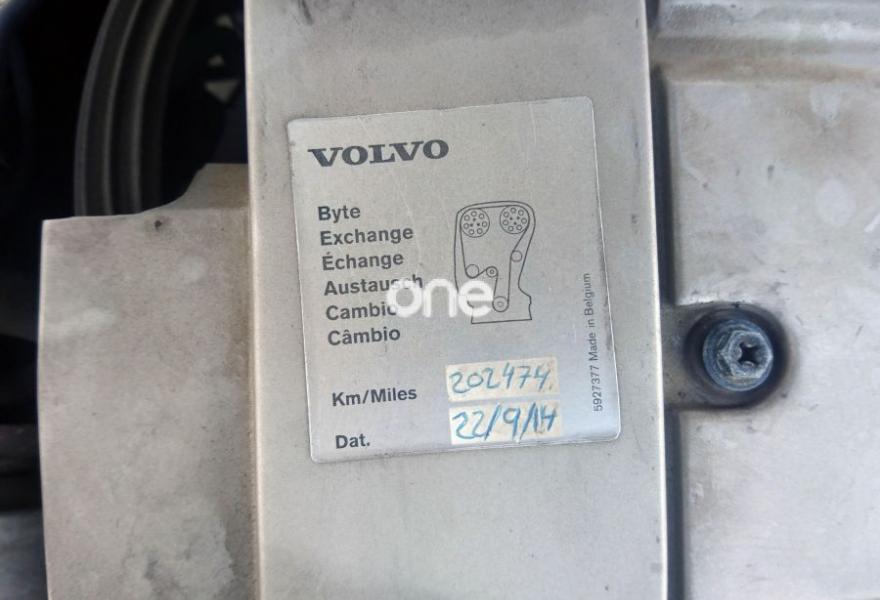 VOLVO
Byte
Exchange
Échange
Austausch
Cambio
Câmbio
one
Km/Miles 202474
Dat. 22/9/14
5927377 Made in Belgium